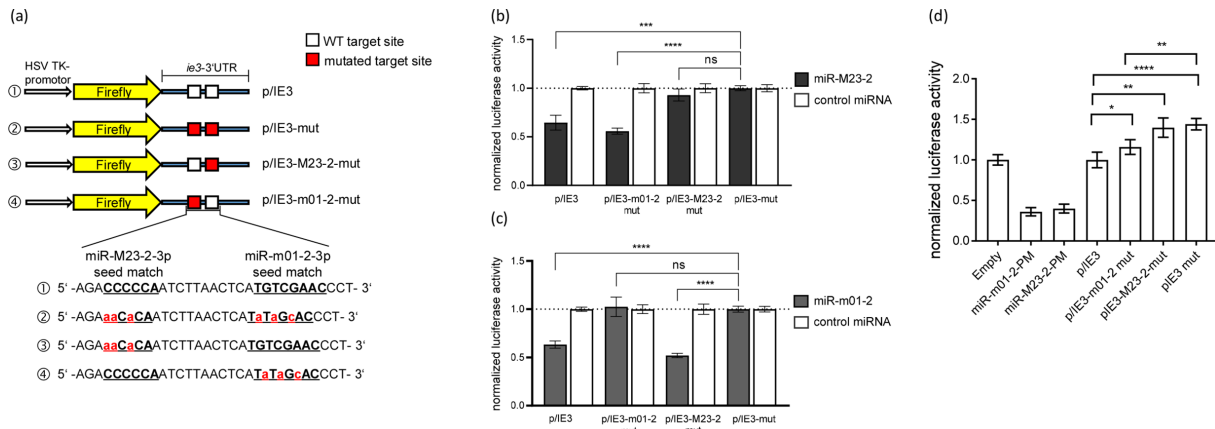 (a)
HSV TK-
promotor
ie3-3'UTR
WT target site
mutated target site
① Firefly p/IE3
② Firefly p/IE3-mut
③ Firefly p/IE3-M23-2-mut
④ Firefly p/IE3-m01-2-mut
miR-M23-2-3p
seed match
miR-m01-2-3p
seed match
① 5' -AGACCCCCAATCTTAACTCATGTCGAACCCT- 3'
② 5' -AGAaaCaCAATCTTAACTCATaTaGcACCCT- 3'
③ 5' -AGAaaCaCAATCTTAACTCATGTCGAACCCT- 3'
④ 5' -AGACCCCCAATCTTAACTCATaTaGcACCCT- 3'
(b)
normalized luciferase activity
1.5
1.0
0.5
0.0
***
****
ns
miR-M23-2
control miRNA
p/IE3
p/IE3-m01-2
mut
p/IE3-M23-2
mut
p/IE3-mut
(c)
normalized luciferase activity
1.5
1.0
0.5
0.0
****
ns
****
miR-m01-2
control miRNA
p/IE3
p/IE3-m01-2
p/IE3-M23-2
p/IE3-mut
(d)
normalized luciferase activity
2.0
1.5
1.0
0.5
0.0
**
****
**
*
Empty
miR-m01-2-PM
miR-M23-2-PM
p/IE3
p/IE3-m01-2 mut
pIE3-M23-2-mut
pIE3 mut